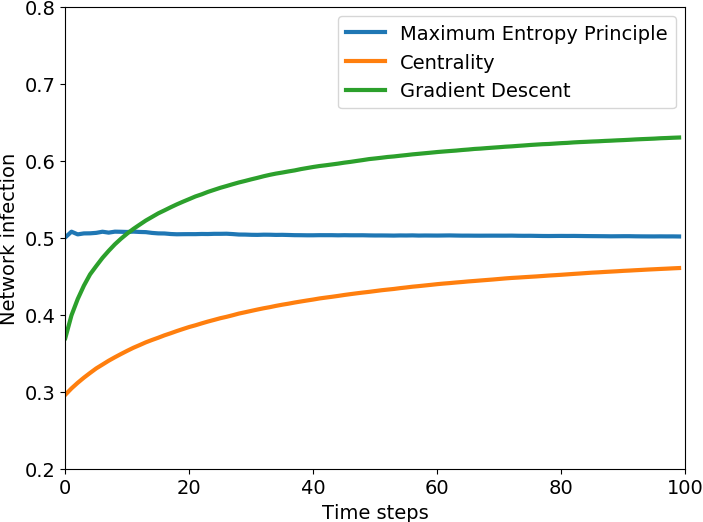 0.8
0.7
0.6
0.5
0.4
0.3
0.2
Network infection
Maximum Entropy Principle
Centrality
Gradient Descent
0 20 40 60 80 100
Time steps